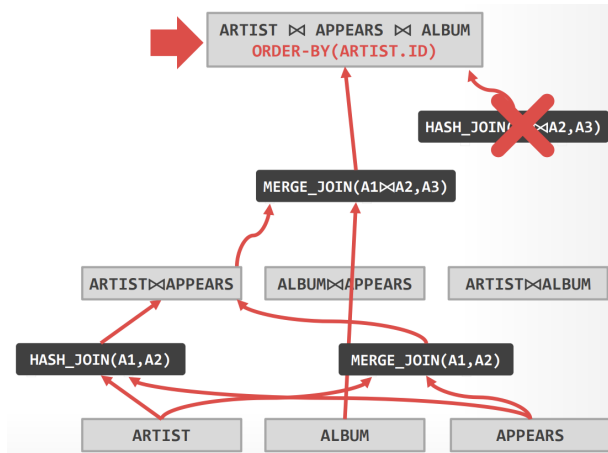 ARTIST ⋈ APPEARS ⋈ ALBUM
ORDER-BY(ARTIST.ID)
HASH_JOIN( ⋈A2,A3)
MERGE_JOIN(A1⋈A2,A3)
ARTIST⋈APPEARS
ALBUM⋈APPEARS
ARTIST⋈ALBUM
HASH_JOIN(A1,A2)
MERGE_JOIN(A1,A2)
ARTIST
ALBUM
APPEARS